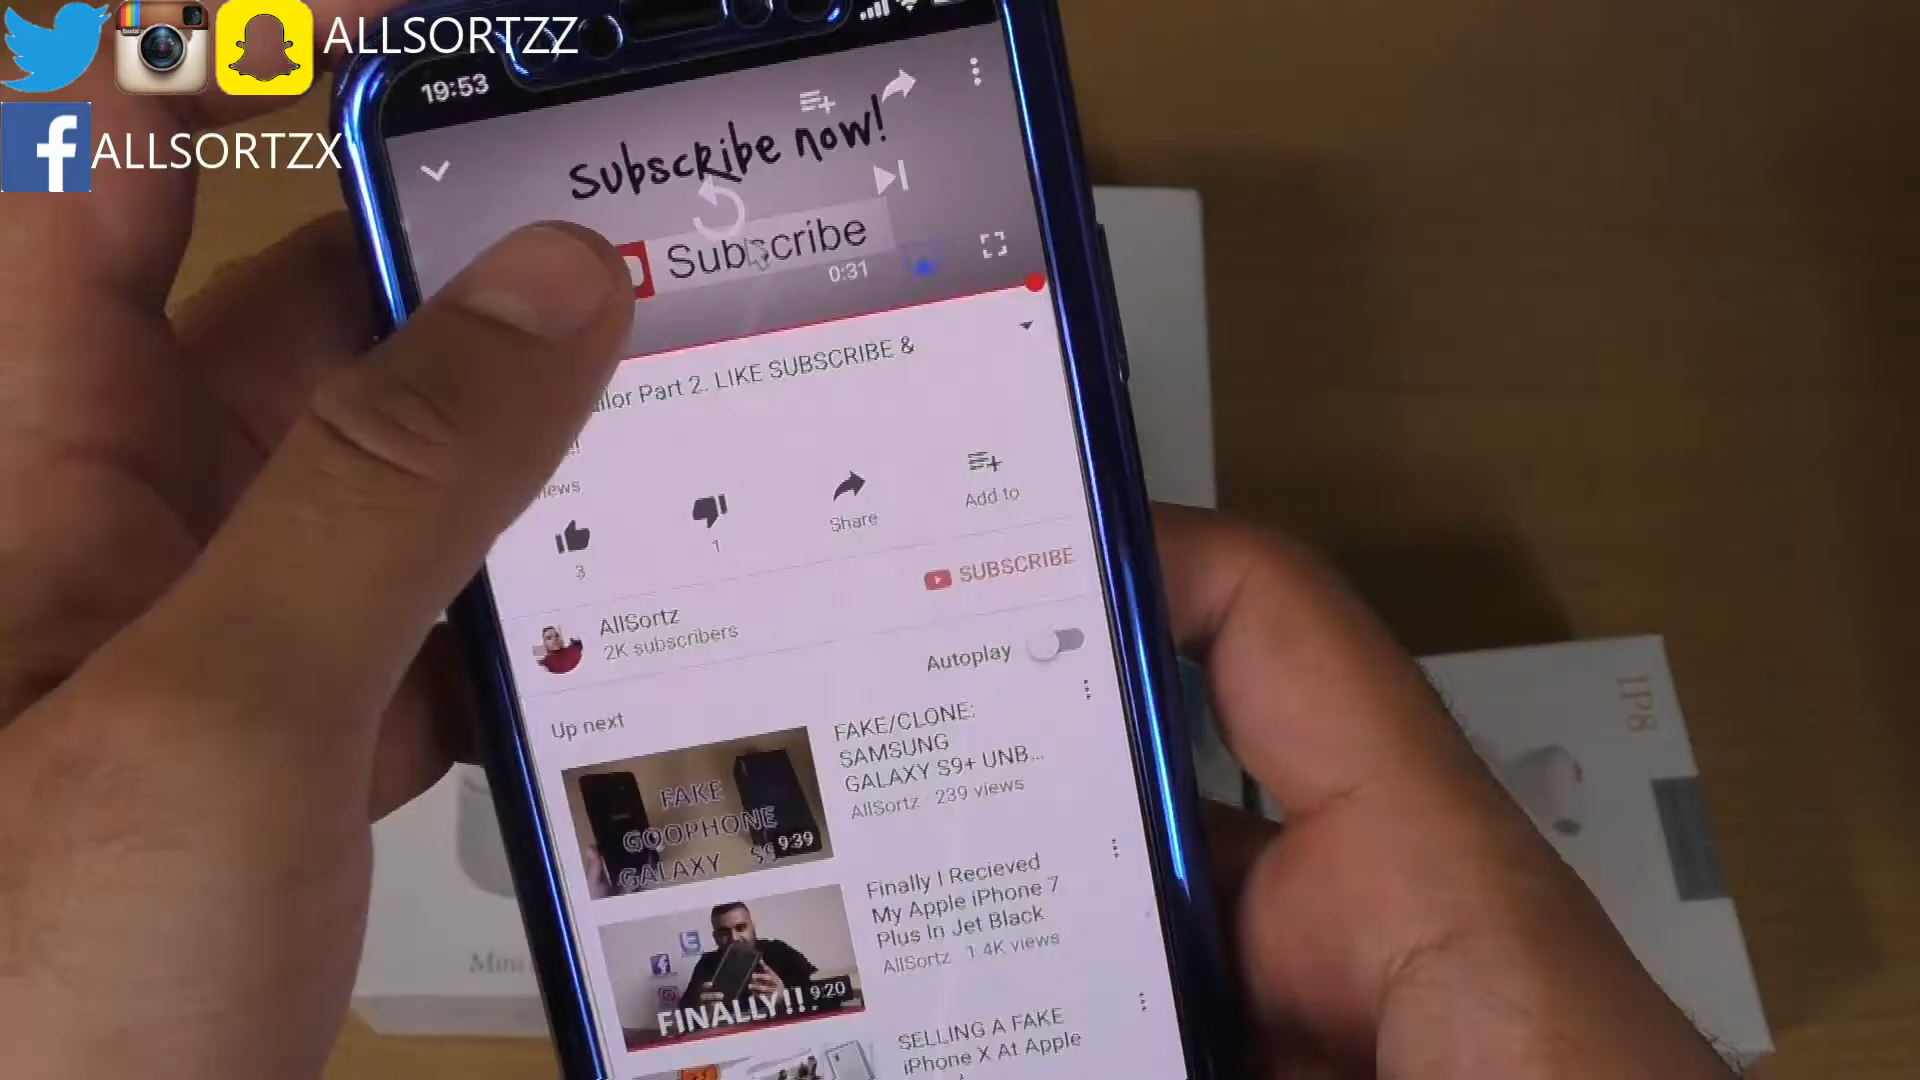 ALLSORTZZ
ALLSORTZX
19:53
Subscribe now!
Subscribe
0:31
Part 2. LIKE SUBSCRIBE &
3
1
Share
Add to
SUBSCRIBE
AllSortz
2K subscribers
Autoplay
Up next
FAKE
GOOPHONE
GALAXY S9
9:39
FAKE/CLONE:
SAMSUNG
GALAXY S9+ UNB...
AllSortz 239 views
FINALLY!!
9:20
Finally I Recieved
My Apple iPhone 7
Plus In Jet Black
AllSortz 1.4K views
SELLING A FAKE
iPhone X At Apple
IP8